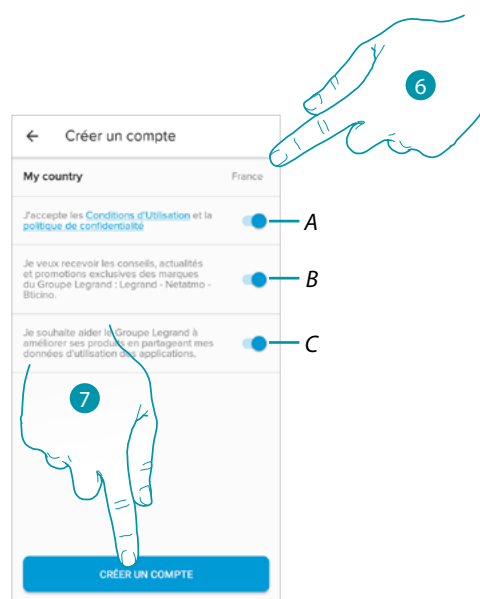 6
← Créer un compte
My country France
J'accepte les Conditions d'Utilisation et la
politique de confidentialité
A
Je veux recevoir les conseils, actualités
et promotions exclusives des marques
du Groupe Legrand : Legrand - Netatmo -
Bticino.
B
Je souhaite aider le Groupe Legrand à
améliorer ses produits en partageant mes
données d'utilisation des applications.
C
7
CRÉER UN COMPTE